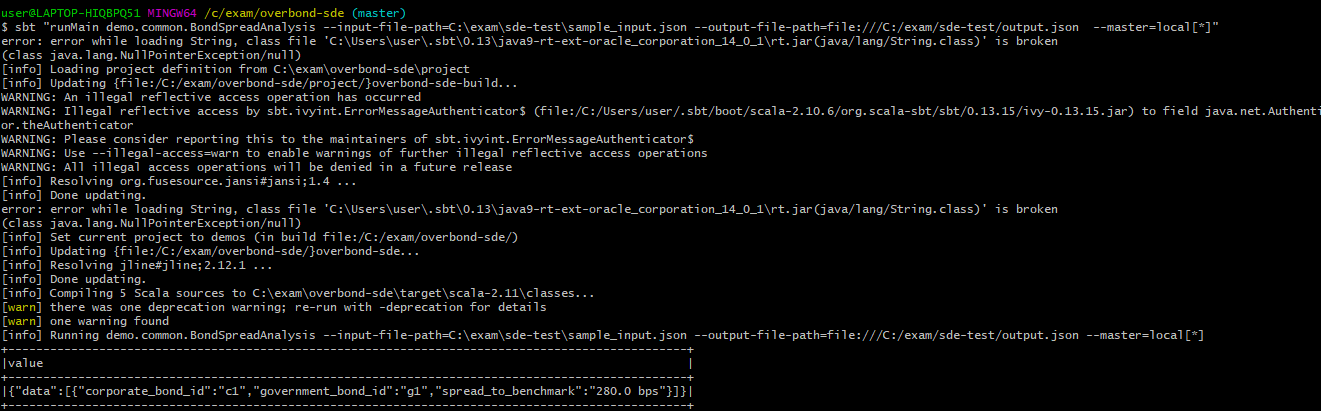 user@LAPTOP-HIQBPQ51 MINGW64 /c/exam/overbond-sde (master)
$ sbt "runMain demo.common.BondSpreadAnalysis --input-file-path=C:\exam\sde-test\sample_input.json --output-file-path=file:///C:/exam/sde-test/output.json  --master=local[*]"
error: error while loading String, class file 'C:\Users\user\.sbt\0.13\java9-rt-ext-oracle_corporation_14_0_1\rt.jar(java/lang/String.class)' is broken
(class java.lang.NullPointerException/null)
[info] Loading project definition from C:\exam\overbond-sde\project
[info] Updating {file:/C:/exam/overbond-sde/project/}overbond-sde-build...
WARNING: An illegal reflective access operation has occurred
WARNING: Illegal reflective access by sbt.ivyint.ErrorMessageAuthenticator$ (file:/C:/Users/user/.sbt/boot/scala-2.10.6/org.scala-sbt/sbt/0.13.15/ivy-0.13.15.jar) to field java.net.Authenti
or.theAuthenticator
WARNING: Please consider reporting this to the maintainers of sbt.ivyint.ErrorMessageAuthenticator$
WARNING: Use --illegal-access=warn to enable warnings of further illegal reflective access operations
WARNING: All illegal access operations will be denied in a future release
[info] Resolving org.fusesource.jansi#jansi;1.4 ...
[info] Done updating.
error: error while loading String, class file 'C:\Users\user\.sbt\0.13\java9-rt-ext-oracle_corporation_14_0_1\rt.jar(java/lang/String.class)' is broken
(class java.lang.NullPointerException/null)
[info] Set current project to demos (in build file:/C:/exam/overbond-sde/)
[info] Updating {file:/C:/exam/overbond-sde/}overbond-sde...
[info] Resolving jline#jline;2.12.1 ...
[info] Done updating.
[info] Compiling 5 Scala sources to C:\exam\overbond-sde\target\scala-2.11\classes...
[warn] there was one deprecation warning; re-run with -deprecation for details
[warn] one warning found
[info] Running demo.common.BondSpreadAnalysis --input-file-path=C:\exam\sde-test\sample_input.json --output-file-path=file:///C:/exam/sde-test/output.json --master=local[*]
+---------------------------------------------------------------------------------------------------+
|value                                                                                              |
+---------------------------------------------------------------------------------------------------+
|{"data":[{"corporate_bond_id":"c1","government_bond_id":"g1","spread_to_benchmark":"280.0 bps"}]}|
+---------------------------------------------------------------------------------------------------+